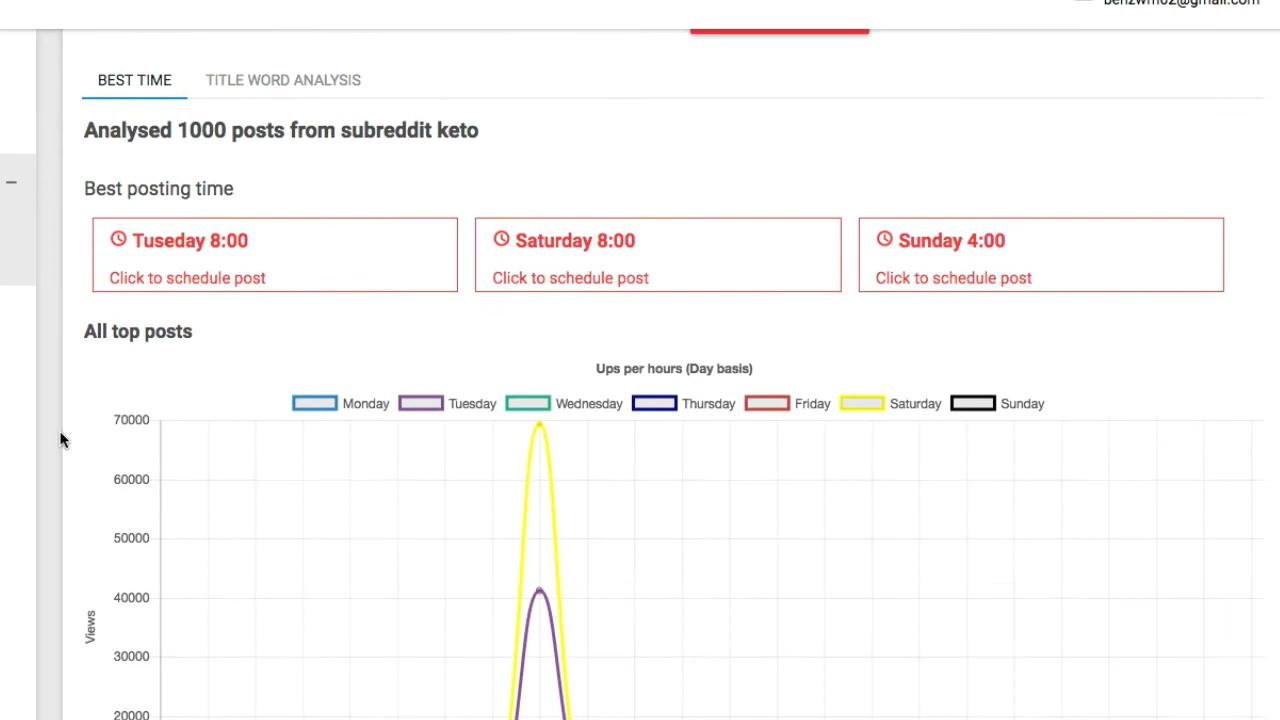 BEST TIME TITLE WORD ANALYSIS
Analysed 1000 posts from subreddit keto
Best posting time
Tuseday 8:00 Saturday 8:00 Sunday 4:00
Click to schedule post Click to schedule post Click to schedule post
All top posts
Ups per hours (Day basis)
Monday Tuesday Wednesday Thursday Friday Saturday Sunday
70000
60000
50000
40000
Views
30000
20000